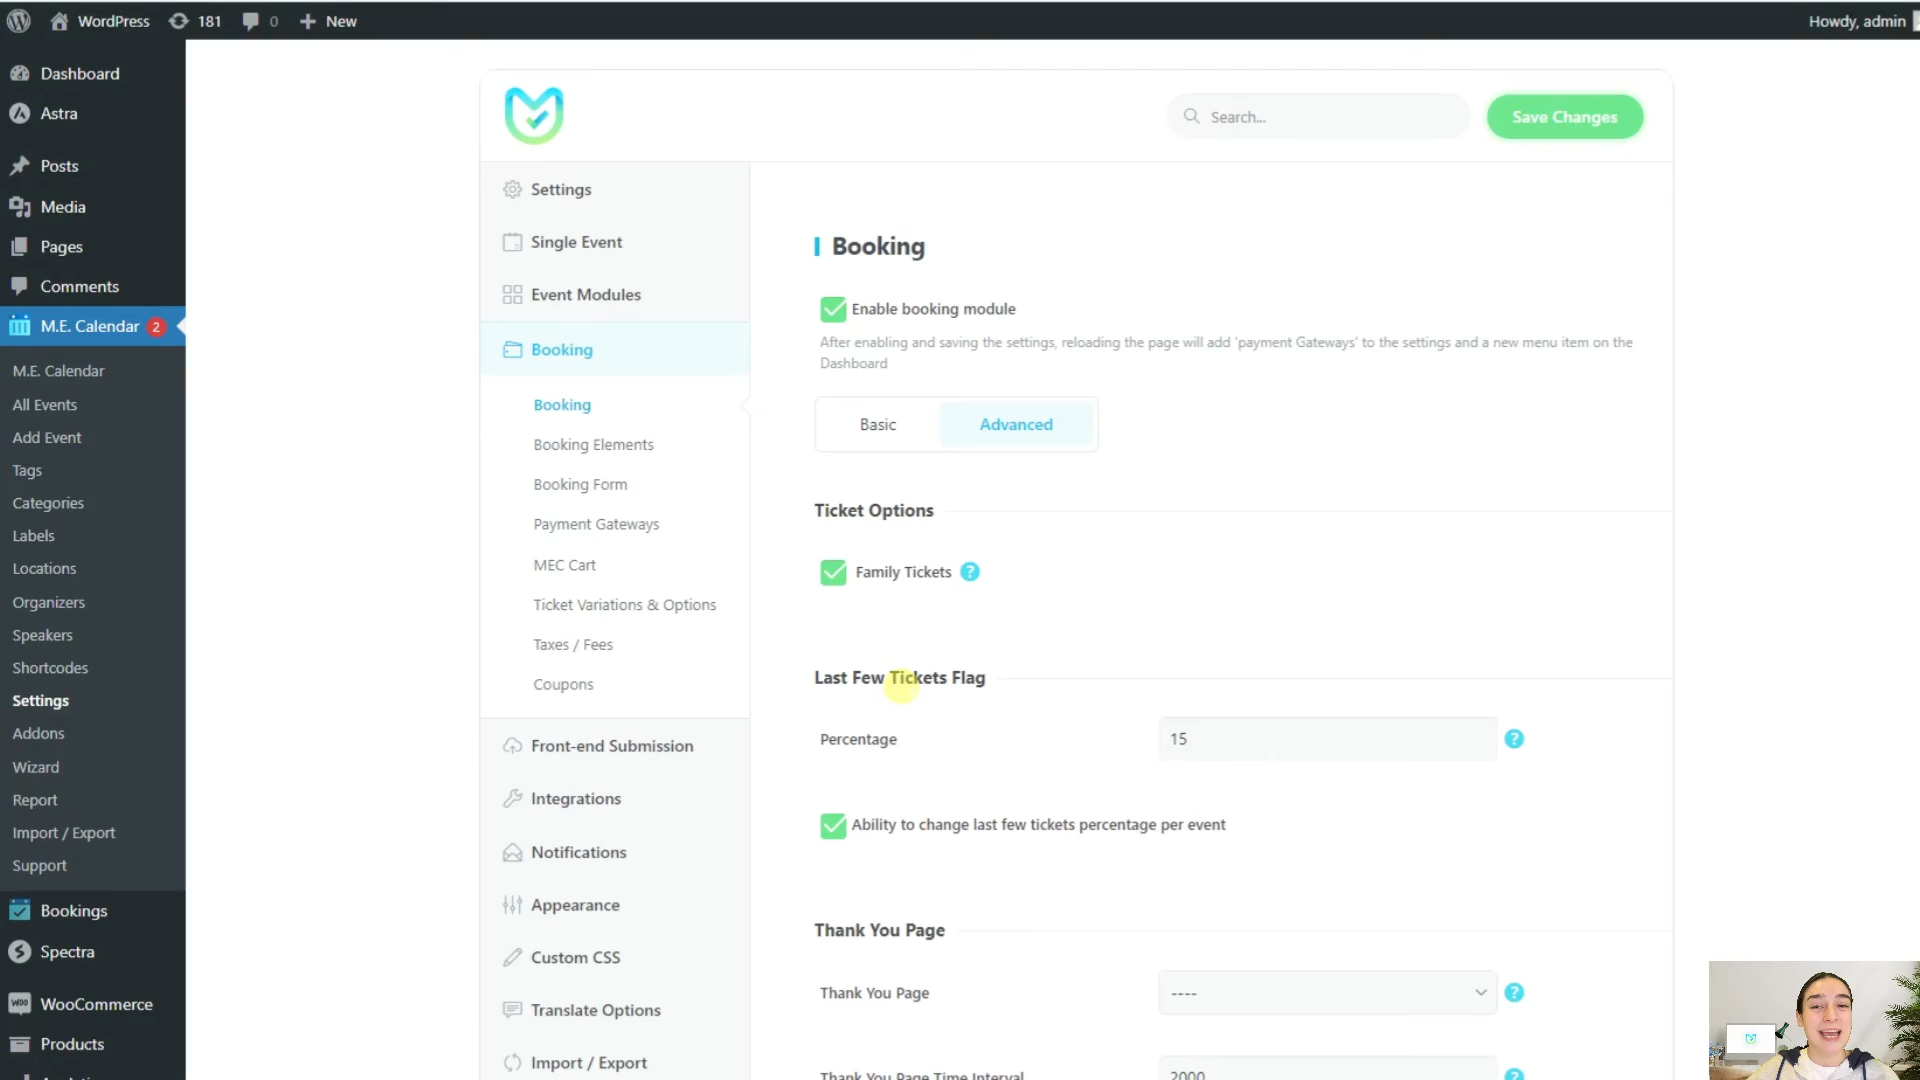 WordPress
181
0
New
Howdy, admin
Dashboard
Astra
Posts
Media
Pages
Comments
M.E. Calendar 2
M.E. Calendar
All Events
Add Event
Tags
Categories
Labels
Locations
Organizers
Speakers
Shortcodes
Settings
Addons
Wizard
Report
Import / Export
Support
Bookings
Spectra
WooCommerce
Products
Search...
Save Changes
Settings
Single Event
Event Modules
Booking
Booking
Booking Elements
Booking Form
Payment Gateways
MEC Cart
Ticket Variations & Options
Taxes / Fees
Coupons
Front-end Submission
Integrations
Notifications
Appearance
Custom CSS
Translate Options
Import / Export
Booking
Enable booking module
After enabling and saving the settings, reloading the page will add 'payment Gateways' to the settings and a new menu item on the
Dashboard
Basic
Advanced
Ticket Options
Family Tickets ?
Last Few Tickets Flag
Percentage
15
?
Ability to change last few tickets percentage per event
Thank You Page
Thank You Page
----
?
Thank You Page Time Interval
2000
?